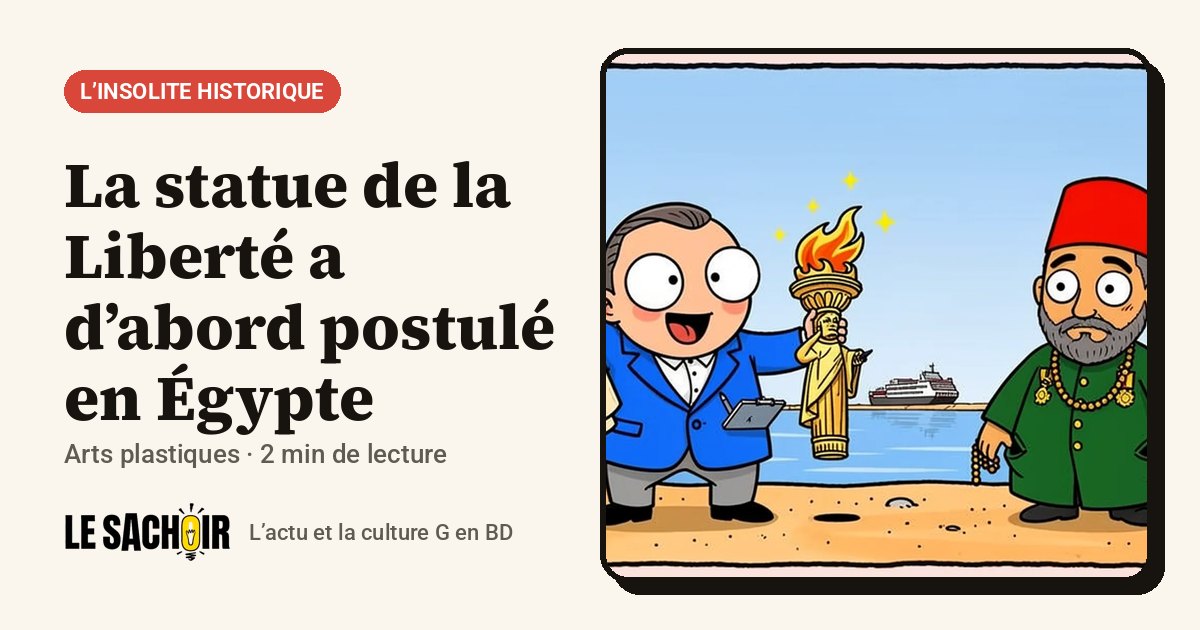 L’INSOLITE HISTORIQUE
La statue de la
Liberté a
d’abord postulé
en Égypte
Arts plastiques · 2 min de lecture
LE SACHOIR
L’actu et la culture G en BD